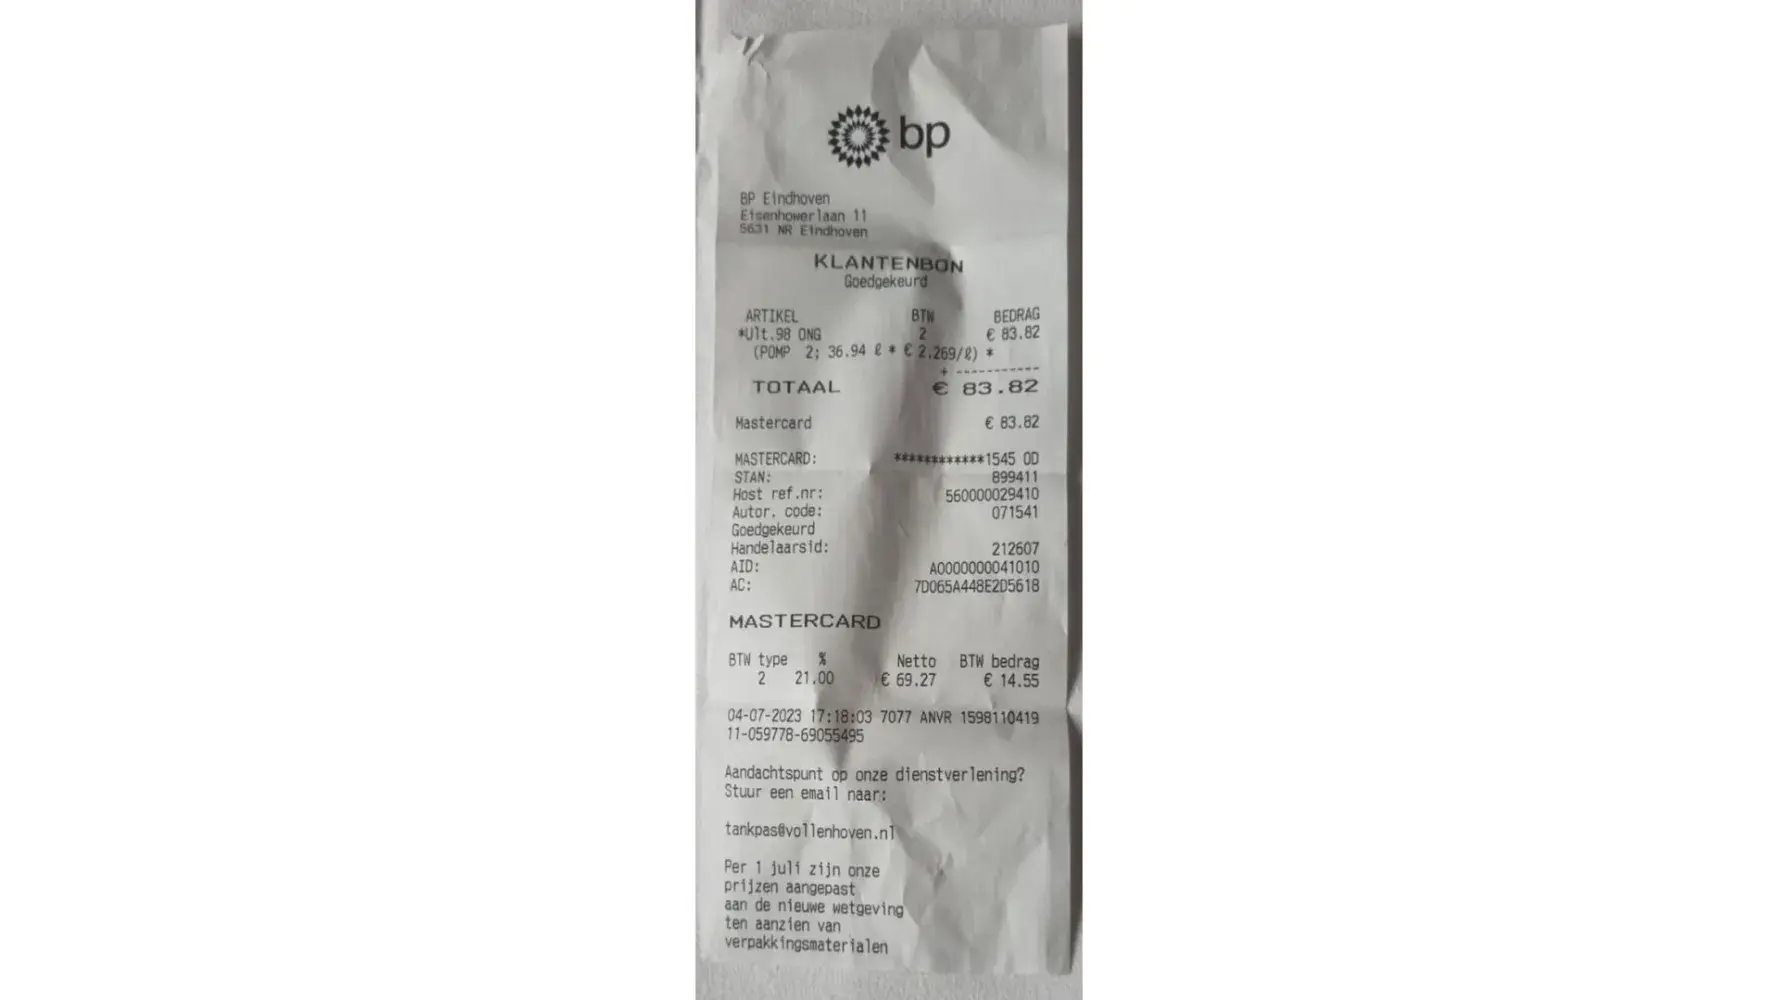 bp
BP Eindhoven
Eisenhowerlaan 11
5631 NR Eindhoven
KLANTENBON
Goedgekeurd
ARTIKEL BTW BEDRAG
*Ult.98 ONG 2 € 83.82
(POMP 2; 36.94 ℓ * € 2.269/ℓ) *
+ -----------
TOTAAL € 83.82
Mastercard € 83.82
MASTERCARD: ************1545 OD
STAN: 899411
Host ref.nr: 560000029410
Autor. code: 071541
Goedgekeurd
Handelaarsid: 212607
AID: A0000000041010
AC: 7D065A448E2D5618
MASTERCARD
BTW type % Netto BTW bedrag
2 21.00 € 69.27 € 14.55
04-07-2023 17:18:03 7077 ANVR 1598110419
11-059778-69055495
Aandachtspunt op onze dienstverlening?
Stuur een email naar:
tankpas@vollenhoven.nl
Per 1 juli zijn onze
prijzen aangepast
aan de nieuwe wetgeving
ten aanzien van
verpakkingsmaterialen